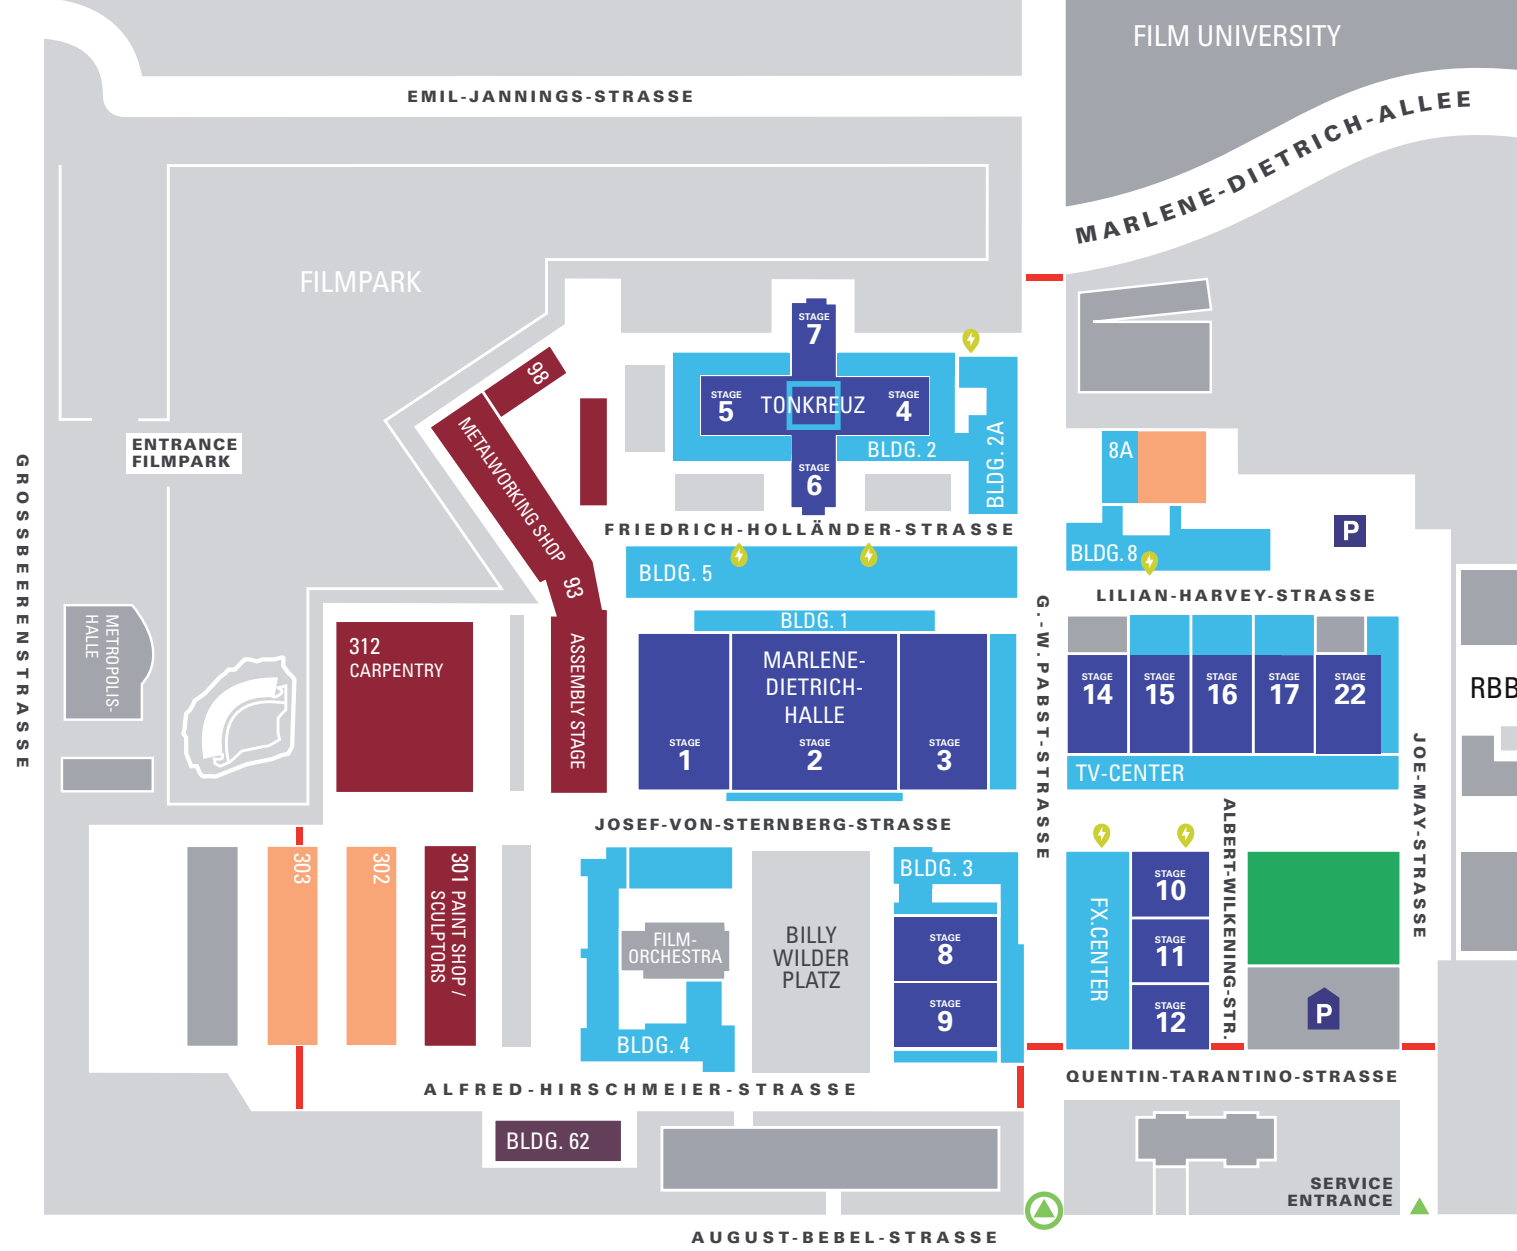 FILM UNIVERSITY
EMIL-JANNINGS-STRASSE
MARLENE-DIETRICH-ALLEE
FILMPARK
STAGE
7
98
STAGE
5
TONKREUZ
STAGE
4
BLDG. 2
BLDG. 2A
STAGE
6
ENTRANCE
FILMPARK
GROSSBEERENSTRASSE
METALWORKING SHOP
8A
P
FRIEDRICH-HOLLÄNDER-STRASSE
BLDG. 8
BLDG. 5
93
LILIAN-HARVEY-STRASSE
BLDG. 1
METROPOLIS-
HALLE
312
CARPENTRY
ASSEMBLY STAGE
STAGE
1
MARLENE-
DIETRICH-
HALLE
STAGE
2
STAGE
3
G.-W. PABST-STRASSE
STAGE
14
STAGE
15
STAGE
16
STAGE
17
STAGE
22
RBB
TV-CENTER
JOE-MAY-STRASSE
JOSEF-VON-STERNBERG-STRASSE
ALBERT-WILKENING-STR.
303
302
301 PAINT SHOP /
SCULPTORS
FILM-
ORCHESTRA
BLDG. 4
BILLY
WILDER
PLATZ
BLDG. 3
STAGE
8
STAGE
9
FX.CENTER
STAGE
10
STAGE
11
STAGE
12
P
QUENTIN-TARANTINO-STRASSE
ALFRED-HIRSCHMEIER-STRASSE
BLDG. 62
SERVICE
ENTRANCE
AUGUST-BEBEL-STRASSE